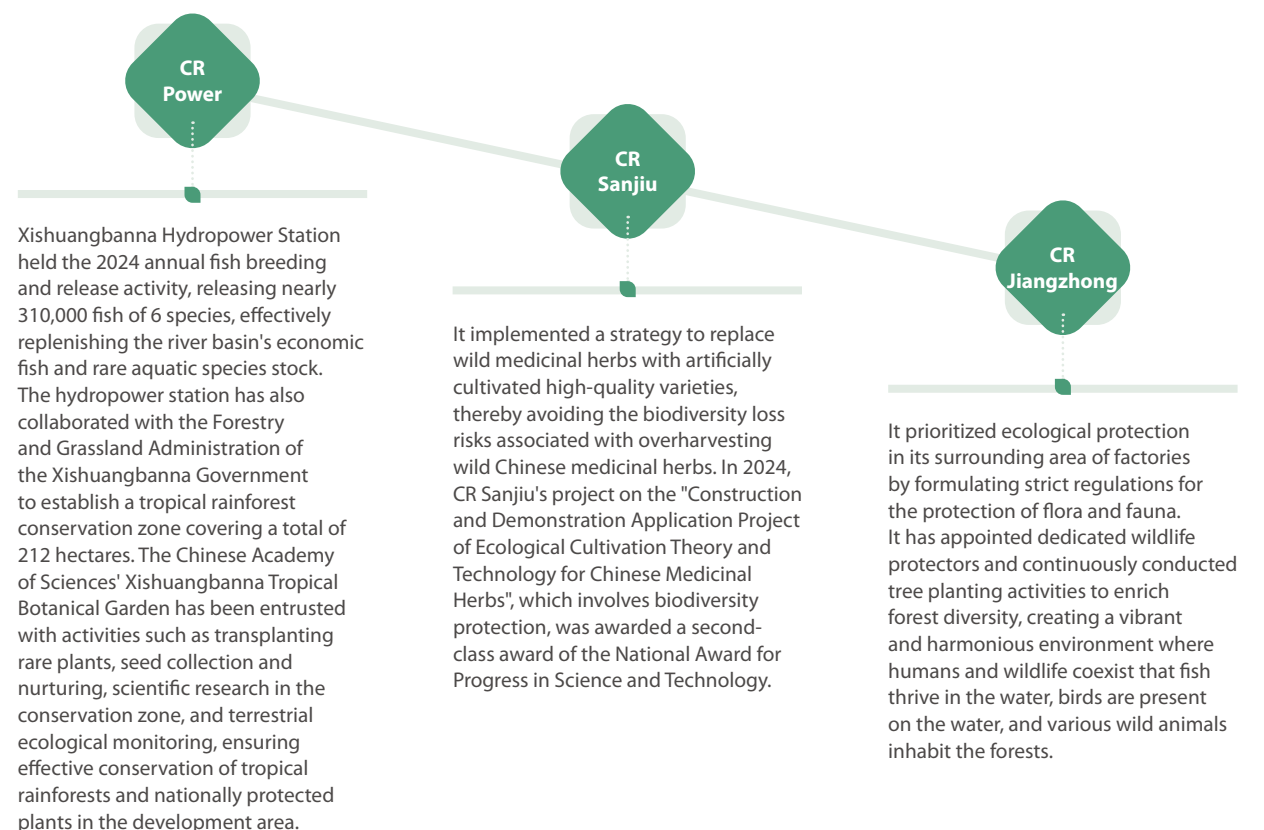 CR
Power
Xishuangbanna Hydropower Station
held the 2024 annual fish breeding
and release activity, releasing nearly
310,000 fish of 6 species, effectively
replenishing the river basin's economic
fish and rare aquatic species stock.
The hydropower station has also
collaborated with the Forestry
and Grassland Administration of
the Xishuangbanna Government
to establish a tropical rainforest
conservation zone covering a total of
212 hectares. The Chinese Academy
of Sciences' Xishuangbanna Tropical
Botanical Garden has been entrusted
with activities such as transplanting
rare plants, seed collection and
nurturing, scientific research in the
conservation zone, and terrestrial
ecological monitoring, ensuring
effective conservation of tropical
rainforests and nationally protected
plants in the development area.
CR
Sanjiu
It implemented a strategy to replace
wild medicinal herbs with artificially
cultivated high-quality varieties,
thereby avoiding the biodiversity loss
risks associated with overharvesting
wild Chinese medicinal herbs. In 2024,
CR Sanjiu's project on the "Construction
and Demonstration Application Project
of Ecological Cultivation Theory and
Technology for Chinese Medicinal
Herbs", which involves biodiversity
protection, was awarded a second-
class award of the National Award for
Progress in Science and Technology.
CR
Jiangzhong
It prioritized ecological protection
in its surrounding area of factories
by formulating strict regulations for
the protection of flora and fauna.
It has appointed dedicated wildlife
protectors and continuously conducted
tree planting activities to enrich
forest diversity, creating a vibrant
and harmonious environment where
humans and wildlife coexist that fish
thrive in the water, birds are present
on the water, and various wild animals
inhabit the forests.